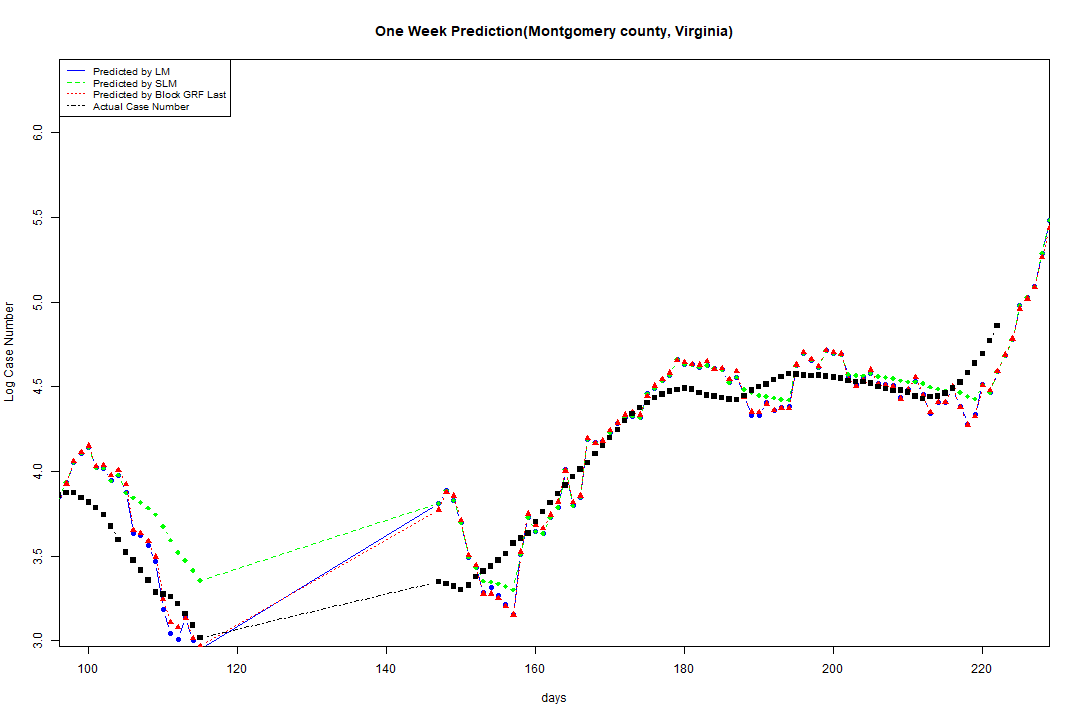 One Week Prediction(Montgomery county, Virginia)
Predicted by LM
Predicted by SLM
Predicted by Block GRF Last
Actual Case Number
6.0
5.5
5.0
4.5
4.0
3.5
3.0
Log Case Number
100 120 140 160 180 200 220
days